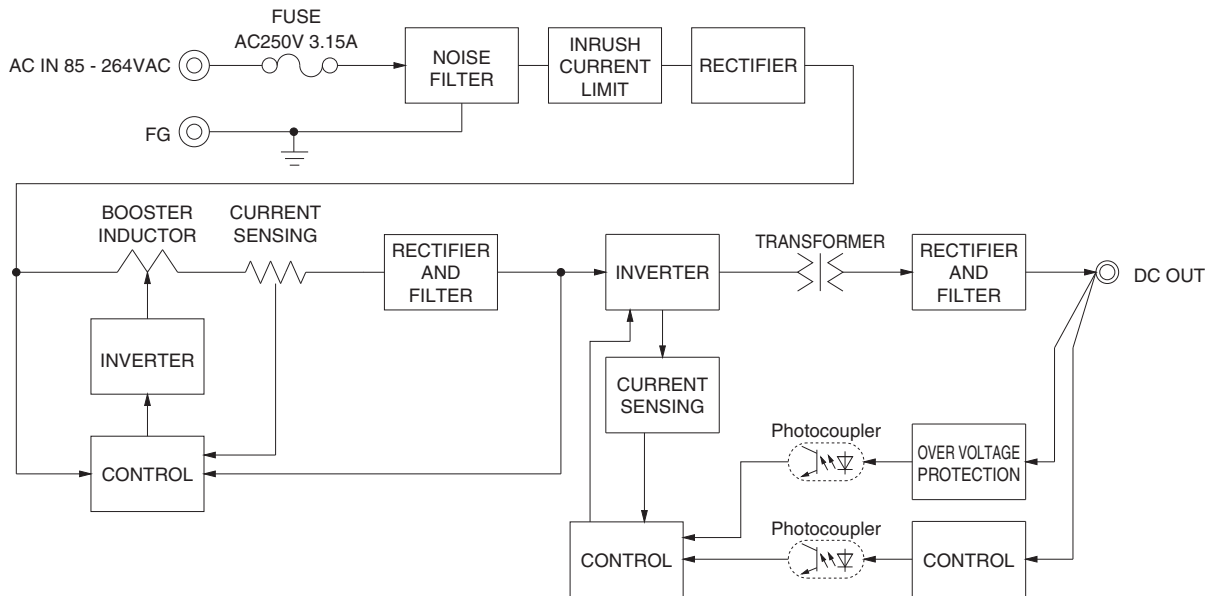 FUSE
AC250V 3.15A
AC IN 85 - 264VAC
NOISE
FILTER
INRUSH
CURRENT
LIMIT
RECTIFIER
FG
BOOSTER
INDUCTOR
CURRENT
SENSING
RECTIFIER
AND
FILTER
INVERTER
TRANSFORMER
RECTIFIER
AND
FILTER
DC OUT
INVERTER
CURRENT
SENSING
CONTROL
Photocoupler
OVER VOLTAGE
PROTECTION
CONTROL
Photocoupler
CONTROL